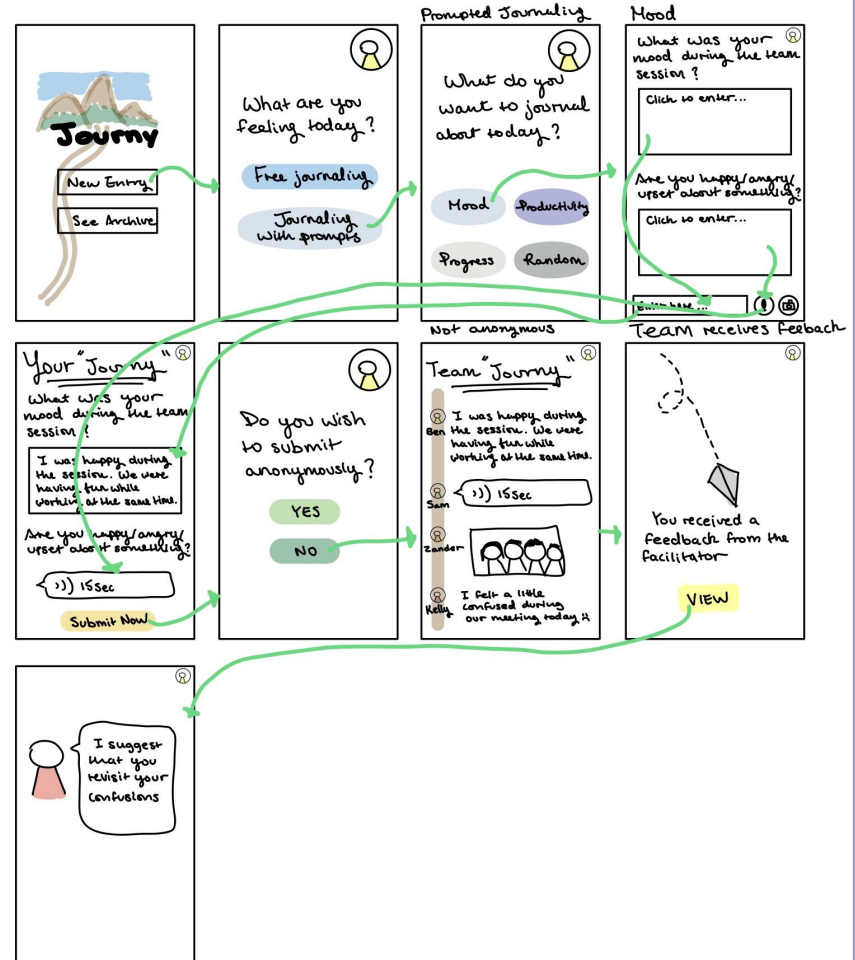 Journy
New Entry
See Archive
What are you
feeling today?
Free journaling
Journaling
with prompts
Prompted Journaling
What do you
want to journal
about today?
Mood
Productivity
Progress
Random
Mood
What was your
mood during the team
session?
Click to enter...
Are you happy/angry/
upset about something?
Click to enter...
here...
Your "Journy"
What was your
mood during the team
session?
I was happy during
the session. We were
having fun while
working at the same time.
Are you happy/angry/
upset about something?
15 sec
Submit Now
Do you wish
to submit
anonymously?
YES
NO
Not anonymous
Team "Journy"
Ben
I was happy during
the session. We were
having fun while
working at the same time.
Sam
15 sec
Zander
Kelly
I felt a little
confused during
our meeting today
Team receives feeback
You received a
feedback from the
facilitator
VIEW
I suggest
that you
revisit your
confusions